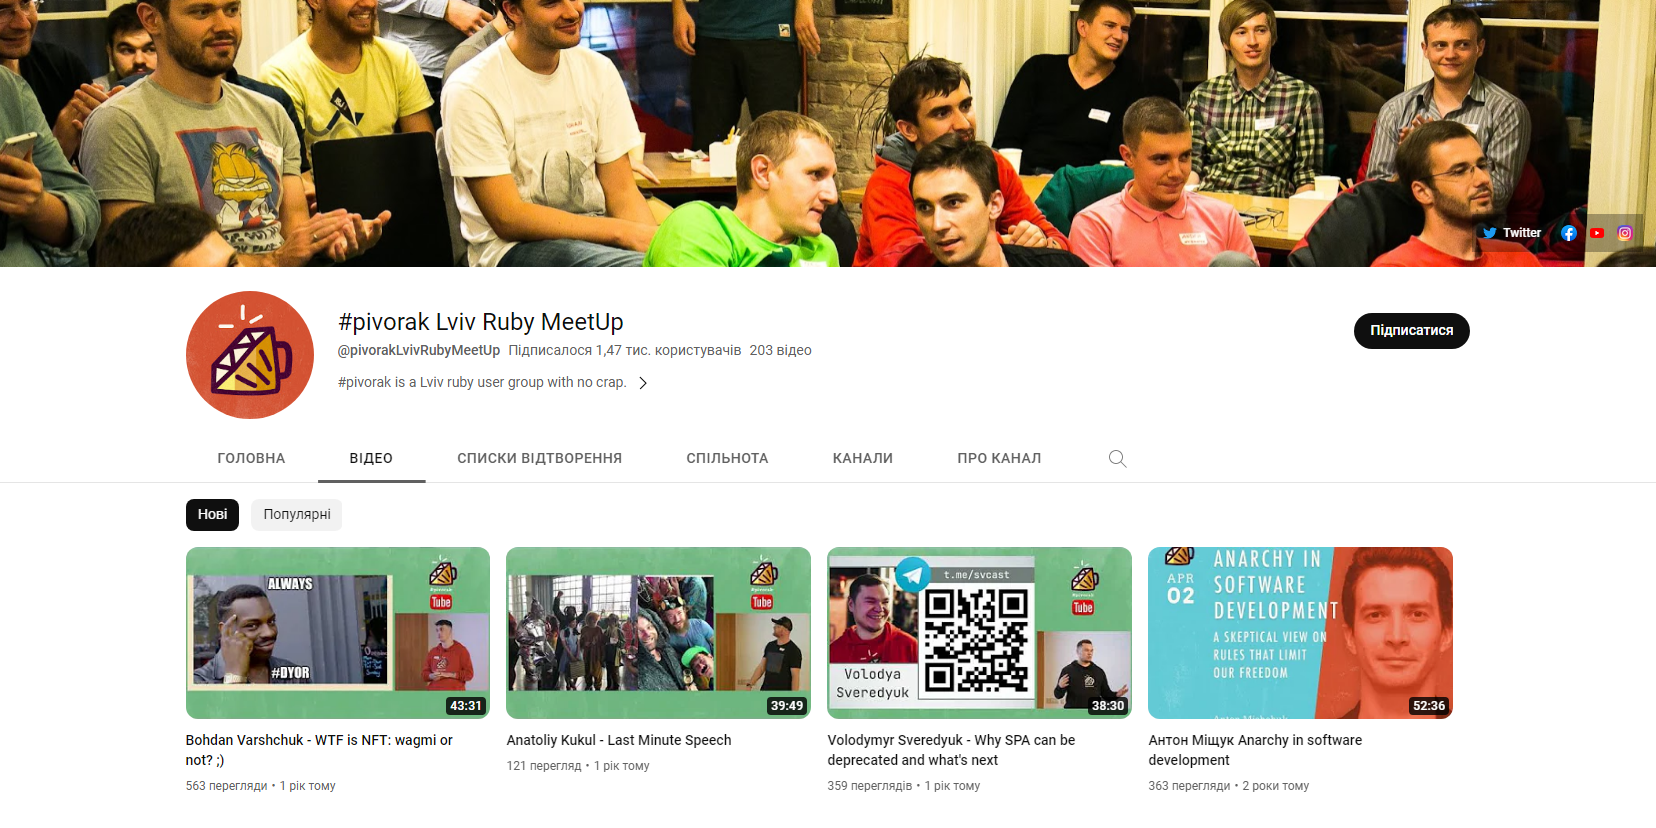 Twitter
#pivorak Lviv Ruby MeetUp
@pivorakLvivRubyMeetUp Підписалося 1,47 тис. користувачів 203 відео
#pivorak is a Lviv ruby user group with no crap.
Підписатися
ГОЛОВНА ВІДЕО СПИСКИ ВІДТВОРЕННЯ СПІЛЬНОТА КАНАЛИ ПРО КАНАЛ
Нові Популярні
ALWAYS
#DYOR
Tube
43:31
Tube
39:49
t.me/svcast
Volodya
Sveredyuk
Tube
38:30
APR
02
ANARCHY IN
SOFTWARE
DEVELOPMENT
A SKEPTICAL VIEW ON
RULES THAT LIMIT
OUR FREEDOM
52:36
Bohdan Varshchuk - WTF is NFT: wagmi or
not? ;)
563 перегляди • 1 рік тому
Anatoliy Kukul - Last Minute Speech
121 перегляд • 1 рік тому
Volodymyr Sveredyuk - Why SPA can be
deprecated and what's next
359 переглядів • 1 рік тому
Антон Міщук Anarchy in software
development
363 перегляди • 2 роки тому